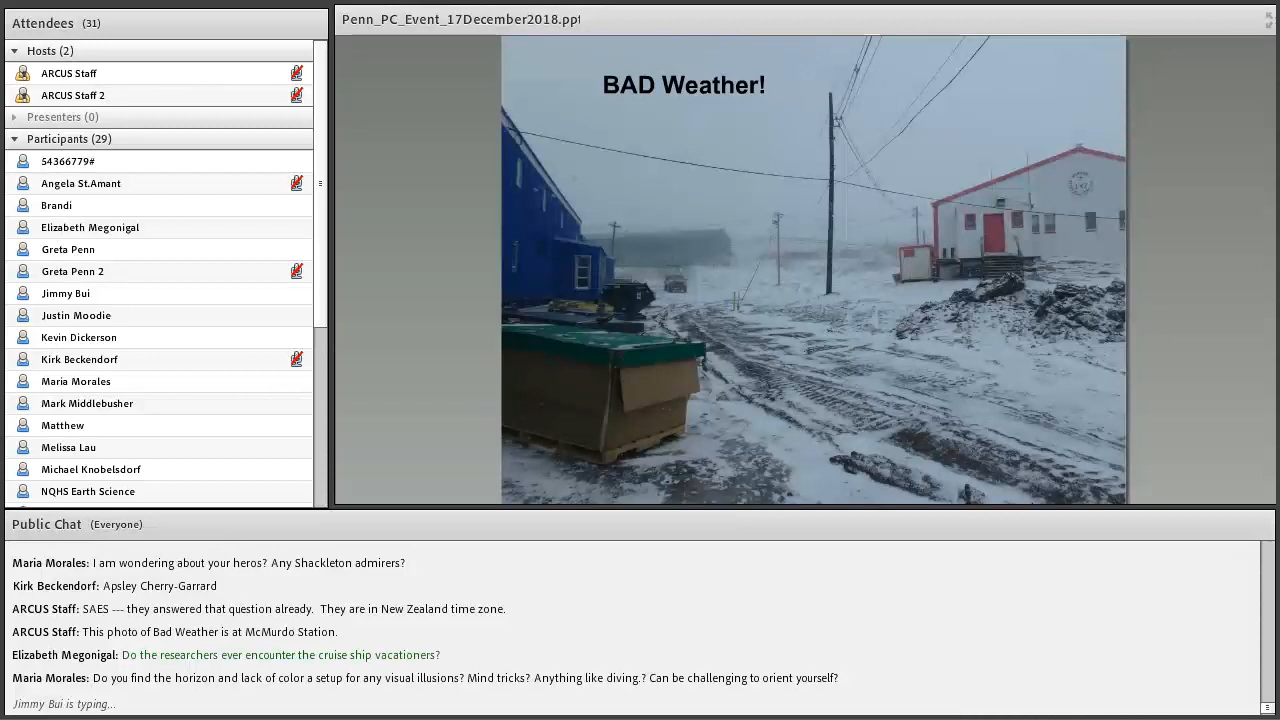 Attendees (31)
Hosts (2)
ARCUS Staff
ARCUS Staff 2
Presenters (0)
Participants (29)
54366779#
Angela St.Amant
Brandi
Elizabeth Megonigal
Greta Penn
Greta Penn 2
Jimmy Bui
Justin Moodie
Kevin Dickerson
Kirk Beckendorf
Maria Morales
Mark Middlebusher
Matthew
Melissa Lau
Michael Knobelsdorf
NQHS Earth Science
Penn_PC_Event_17December2018.ppt
BAD Weather!
Public Chat (Everyone)
Maria Morales: I am wondering about your heros? Any Shackleton admirers?
Kirk Beckendorf: Apsley Cherry-Garrard
ARCUS Staff: SAES --- they answered that question already.  They are in New Zealand time zone.
ARCUS Staff: This photo of Bad Weather is at McMurdo Station.
Elizabeth Megonigal: Do the researchers ever encounter the cruise ship vacationers?
Maria Morales: Do you find the horizon and lack of color a setup for any visual illusions? Mind tricks? Anything like diving.? Can be challenging to orient yourself?
Jimmy Bui is typing...